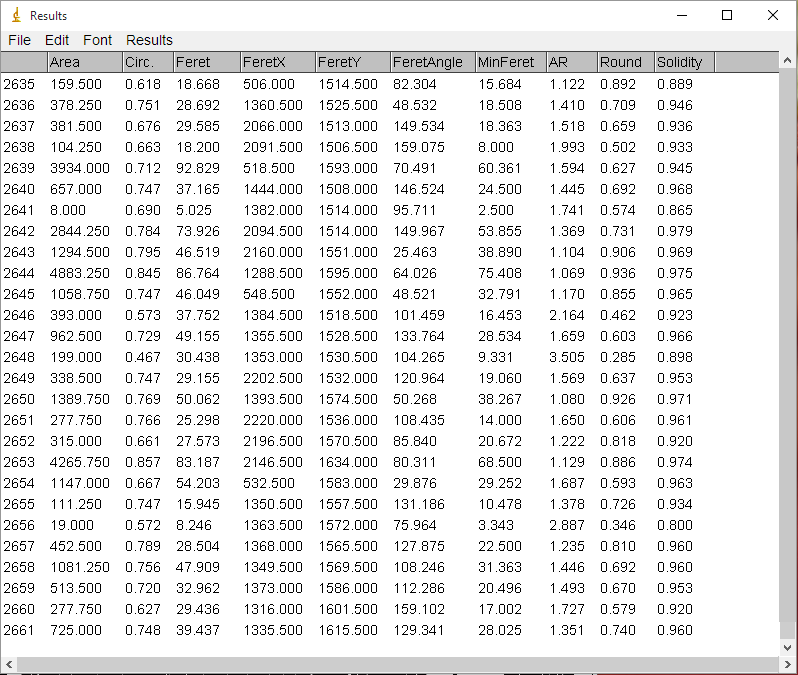 Results
File Edit Font Results
Area Circ. Feret FeretX FeretY FeretAngle MinFeret AR Round Solidity
2635 159.500 0.618 18.668 506.000 1514.500 82.304 15.684 1.122 0.892 0.889
2636 378.250 0.751 28.692 1360.500 1525.500 48.532 18.508 1.410 0.709 0.946
2637 381.500 0.676 29.585 2066.000 1513.000 149.534 18.363 1.518 0.659 0.936
2638 104.250 0.663 18.200 2091.500 1506.500 159.075 8.000 1.993 0.502 0.933
2639 3934.000 0.712 92.829 518.500 1593.000 70.491 60.361 1.594 0.627 0.945
2640 657.000 0.747 37.165 1444.000 1508.000 146.524 24.500 1.445 0.692 0.968
2641 8.000 0.690 5.025 1382.000 1514.000 95.711 2.500 1.741 0.574 0.865
2642 2844.250 0.784 73.926 2094.500 1514.000 149.967 53.855 1.369 0.731 0.979
2643 1294.500 0.795 46.519 2160.000 1551.000 25.463 38.890 1.104 0.906 0.969
2644 4883.250 0.845 86.764 1288.500 1595.000 64.026 75.408 1.069 0.936 0.975
2645 1058.750 0.747 46.049 548.500 1552.000 48.521 32.791 1.170 0.855 0.965
2646 393.000 0.573 37.752 1384.500 1518.500 101.459 16.453 2.164 0.462 0.923
2647 962.500 0.729 49.155 1355.500 1528.500 133.764 28.534 1.659 0.603 0.966
2648 199.000 0.467 30.438 1353.000 1530.500 104.265 9.331 3.505 0.285 0.898
2649 338.500 0.747 29.155 2202.500 1532.000 120.964 19.060 1.569 0.637 0.953
2650 1389.750 0.769 50.062 1393.500 1574.500 50.268 38.267 1.080 0.926 0.971
2651 277.750 0.766 25.298 2220.000 1536.000 108.435 14.000 1.650 0.606 0.961
2652 315.000 0.661 27.573 2196.500 1570.500 85.840 20.672 1.222 0.818 0.920
2653 4265.750 0.857 83.187 2146.500 1634.000 80.311 68.500 1.129 0.886 0.974
2654 1147.000 0.667 54.203 532.500 1583.000 29.876 29.252 1.687 0.593 0.963
2655 111.250 0.747 15.945 1350.500 1557.500 131.186 10.478 1.378 0.726 0.934
2656 19.000 0.572 8.246 1363.500 1572.000 75.964 3.343 2.887 0.346 0.800
2657 452.500 0.789 28.504 1368.000 1565.500 127.875 22.500 1.235 0.810 0.960
2658 1081.250 0.756 47.909 1349.500 1569.500 108.246 31.363 1.446 0.692 0.960
2659 513.500 0.720 32.962 1373.000 1586.000 112.286 20.496 1.493 0.670 0.953
2660 277.750 0.627 29.436 1316.000 1601.500 159.102 17.002 1.727 0.579 0.920
2661 725.000 0.748 39.437 1335.500 1615.500 129.341 28.025 1.351 0.740 0.960